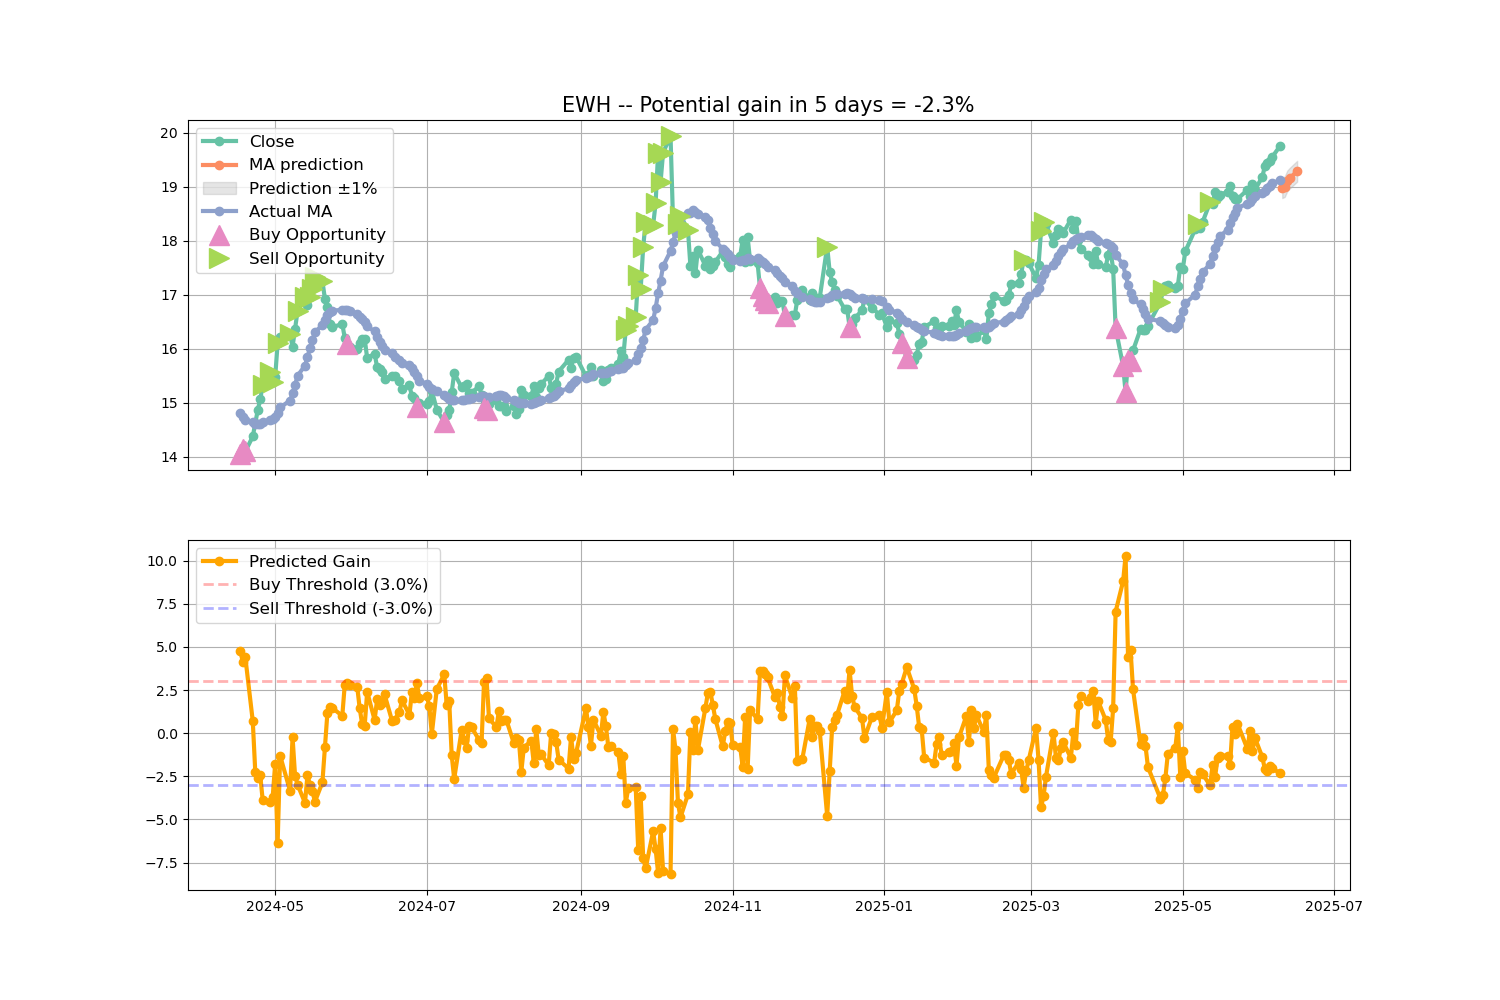 EWH -- Potential gain in 5 days = -2.3%
20
19
18
17
16
15
14
Close
MA prediction
Prediction ±1%
Actual MA
Buy Opportunity
Sell Opportunity
10.0
7.5
5.0
2.5
0.0
−2.5
−5.0
−7.5
Predicted Gain
Buy Threshold (3.0%)
Sell Threshold (-3.0%)
2024-05
2024-07
2024-09
2024-11
2025-01
2025-03
2025-05
2025-07